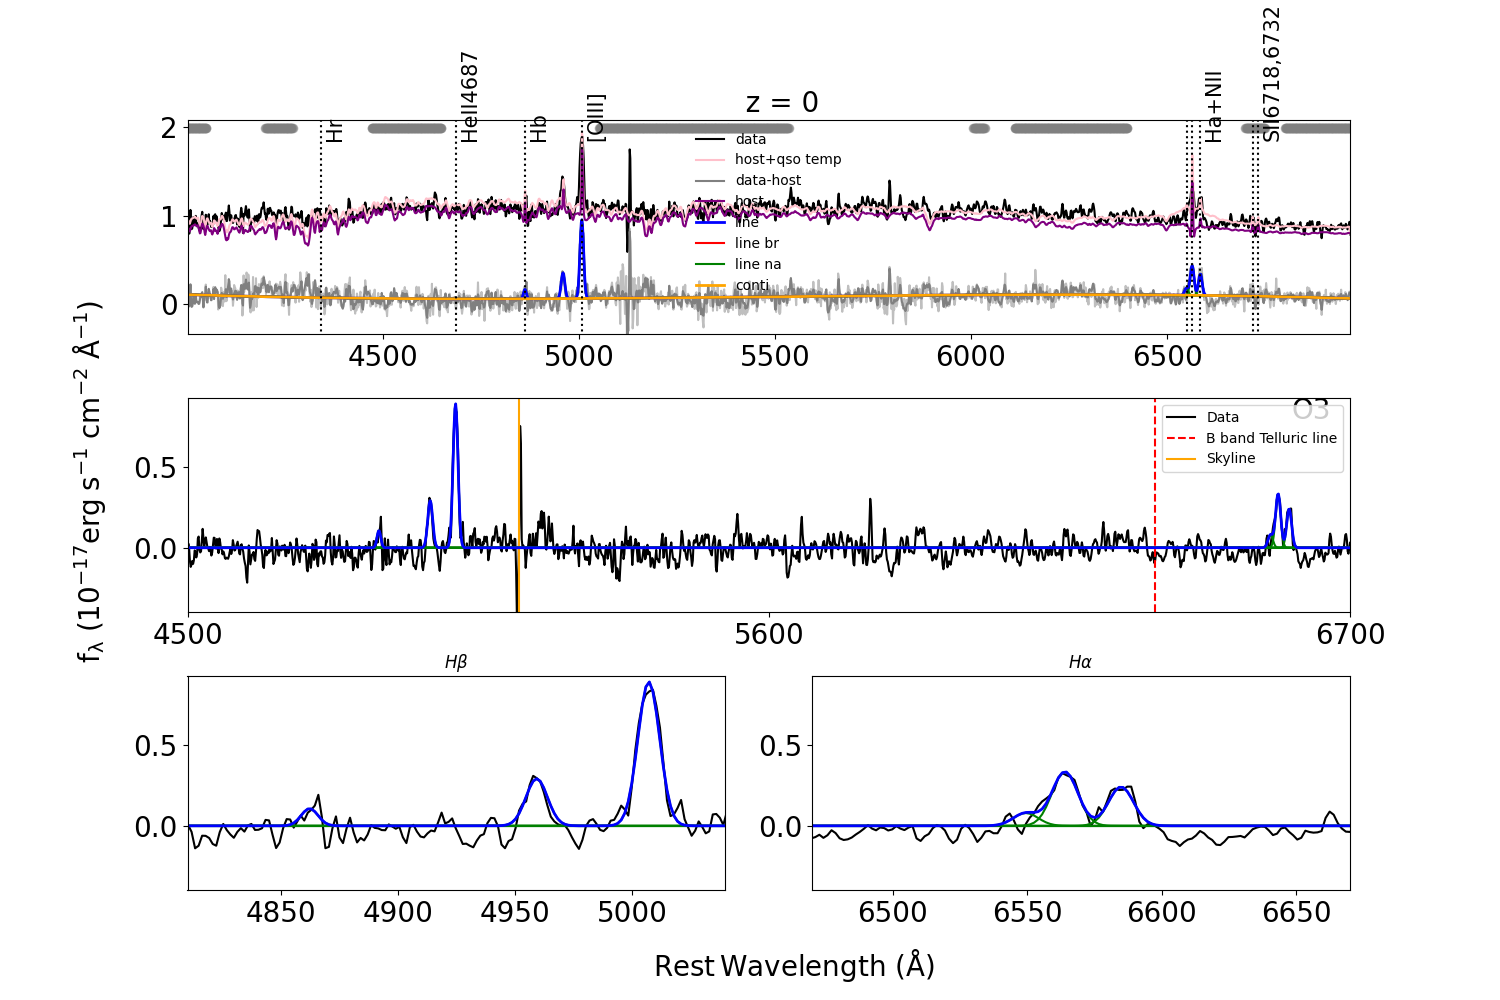 z = 0
Hr
HeII4687
Hb
[OIII]
Ha+NII
SII6718,6732
data
host+qso temp
data-host
host
line
line br
line na
conti
2
1
0
4500 5000 5500 6000 6500
fλ (10−17erg s−1 cm−2 Å−1)
O3
Data
B band Telluric line
Skyline
0.5
0.0
4500 5600 6700
Hβ
0.5
0.0
4850 4900 4950 5000
Hα
0.5
0.0
6500 6550 6600 6650
Rest Wavelength (Å)